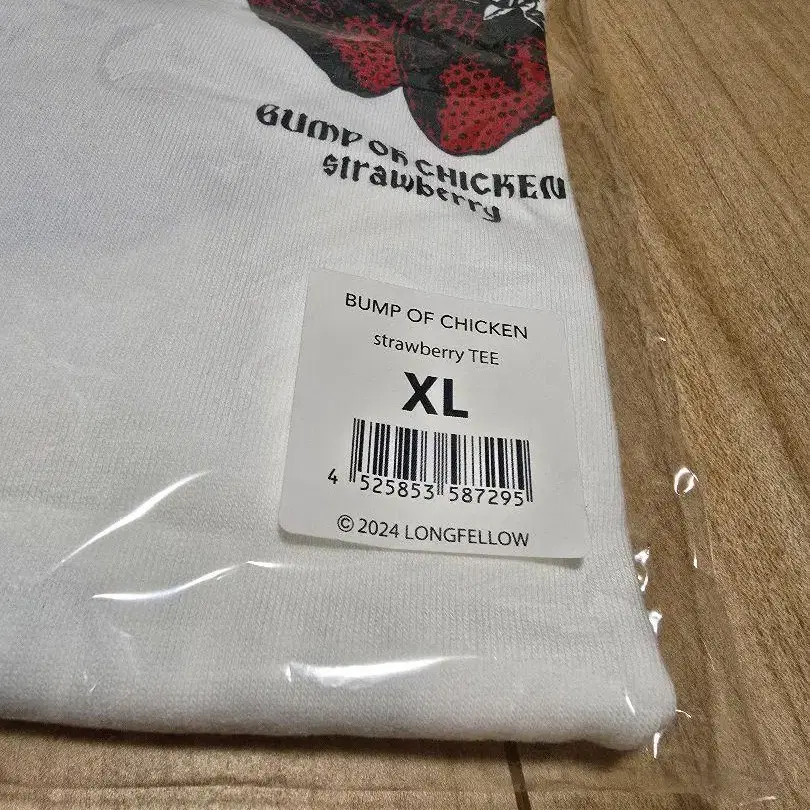 BUMP OF CHICKEN
strawberry
BUMP OF CHICKEN
strawberry TEE
XL
4 525853 587295
© 2024 LONGFELLOW